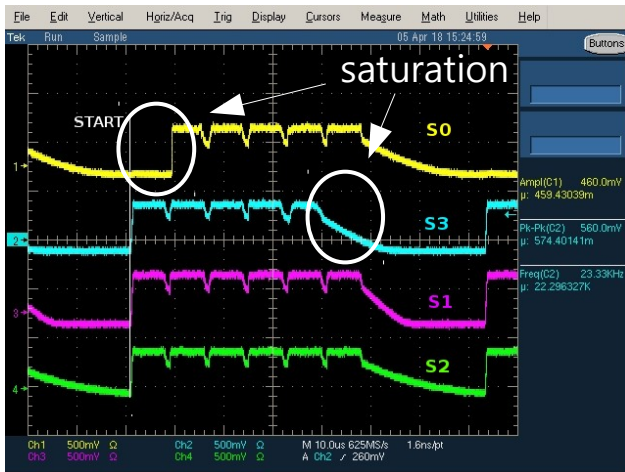 File Edit Vertical Horiz/Acq Trig Display Cursors Measure Math Utilities Help
Tek Run Sample 05 Apr 18 15:24:59
Buttons
saturation
START
S0
1
Ampl(C1) 460.0mV
µ: 459.43039m
S3
2
Pk-Pk(C2) 560.0mV
µ: 574.40141m
Freq(C2) 23.33KHz
µ: 22.296327K
S1
3
S2
4
Ch1 500mV Ω Ch2 500mV Ω M 10.0us 625MS/s 1.6ns/pt
Ch3 500mV Ω Ch4 500mV Ω A Ch2 / 260mV